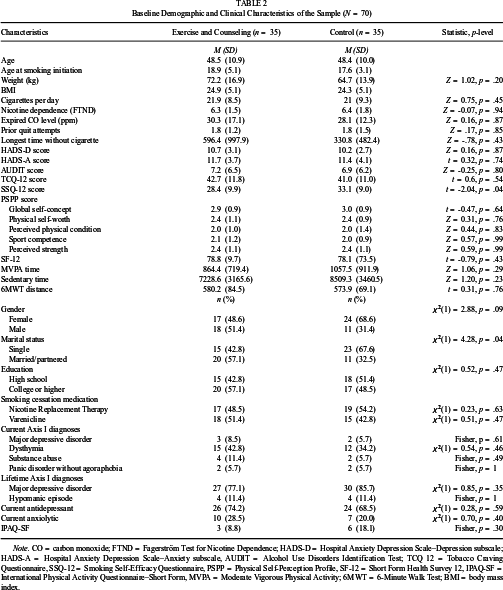 TABLE 2
Baseline Demographic and Clinical Characteristics of the Sample (N = 70)
Characteristics Exercise and Counseling (n = 35) Control (n = 35) Statistic, p-level
M (SD) M (SD)
Age 48.5 (10.9) 48.4 (10.0)
Age at smoking initiation 18.9 (5.1) 17.6 (3.1)
Weight (kg) 72.2 (16.9) 64.7 (13.9) Z = 1.02, p = .20
BMI 24.9 (5.1) 24.3 (5.1)
Cigarettes per day 21.9 (8.5) 21 (9.3) Z = 0.75, p = .45
Nicotine dependence (FTND) 6.3 (1.5) 6.4 (1.8) Z = -0.07, p = .94
Expired CO level (ppm) 30.3 (17.1) 28.1 (12.3) Z = 0.16, p = .87
Prior quit attempts 1.8 (1.2) 1.8 (1.5) Z = .17, p = .85
Longest time without cigarette 596.4 (997.9) 330.8 (482.4) Z = -.78, p = .43
HADS-D score 10.7 (3.1) 10.2 (2.7) Z = 0.16, p = .87
HADS-A score 11.7 (3.7) 11.4 (4.1) t = 0.32, p = .74
AUDIT score 7.2 (6.5) 6.9 (6.2) Z = -0.25, p = .80
TCQ-12 score 42.7 (11.8) 41.0 (11.0) t = 0.6, p = .54
SSQ-12 score 28.4 (9.9) 33.1 (9.0) t = -2.04, p = .04
PSPP score
Global self-concept 2.9 (0.9) 3.0 (0.9) t = -0.47, p = .64
Physical self-worth 2.4 (1.1) 2.4 (0.9) Z = 0.31, p = .76
Perceived physical condition 2.0 (1.0) 2.0 (1.4) Z = 0.44, p = .83
Sport competence 2.1 (1.2) 2.0 (0.9) Z = 0.57, p = .99
Perceived strength 2.4 (1.1) 2.4 (1.1) Z = 0.59, p = .99
SF-12 78.8 (9.7) 78.1 (73.5) t = -0.79, p = .43
MVPA time 864.4 (719.4) 1057.5 (911.9) Z = 1.06, p = .29
Sedentary time 7228.6 (3165.6) 8509.3 (3460.5) Z = 1.20, p = .23
6MWT distance 580.2 (84.5) 573.9 (69.1) t = 0.31, p = .76
n (%) n (%)
Gender χ²(1) = 2.88, p = .09
Female 17 (48.6) 24 (68.6)
Male 18 (51.4) 11 (31.4)
Marital status χ²(1) = 4.28, p = .04
Single 15 (42.8) 23 (67.6)
Married/partnered 20 (57.1) 11 (32.5)
Education χ²(1) = 0.52, p = .47
High school 15 (42.8) 18 (51.4)
College or higher 20 (57.1) 17 (48.5)
Smoking cessation medication
Nicotine Replacement Therapy 17 (48.5) 19 (54.2) χ²(1) = 0.23, p = .63
Varenicline 18 (51.4) 15 (42.8) χ²(1) = 0.51, p = .47
Current Axis I diagnoses
Major depressive disorder 3 (8.5) 2 (5.7) Fisher, p = .61
Dysthymia 15 (42.8) 12 (34.2) χ²(1) = 0.54, p = .46
Substance abuse 4 (11.4) 2 (5.7) Fisher, p = .49
Panic disorder without agoraphobia 2 (5.7) 2 (5.7) Fisher, p = 1
Lifetime Axis I diagnoses
Major depressive disorder 27 (77.1) 30 (85.7) χ²(1) = 0.85, p = .35
Hypomanic episode 4 (11.4) 4 (11.4) Fisher, p = 1
Current antidepressant 26 (74.2) 24 (68.5) χ²(1) = 0.28, p = .59
Current anxiolytic 10 (28.5) 7 (20.0) χ²(1) = 0.70, p = .40
IPAQ-SF 3 (8.8) 6 (18.1) Fisher, p = .30
Note. CO = carbon monoxide; FTND = Fagerström Test for Nicotine Dependence; HADS-D = Hospital Anxiety Depression Scale–Depression subscale;
HADS-A = Hospital Anxiety Depression Scale–Anxiety subscale, AUDIT = Alcohol Use Disorders Identification Test; TCQ 12 = Tobacco Craving
Questionnaire, SSQ-12 = Smoking Self-Efficacy Questionnaire, PSPP = Physical Self-Perception Profile, SF-12 = Short Form Health Survey 12, IPAQ-SF =
International Physical Activity Questionnaire–Short Form, MVPA = Moderate Vigorous Physical Activity; 6MWT = 6-Minute Walk Test; BMI = body mass
index.